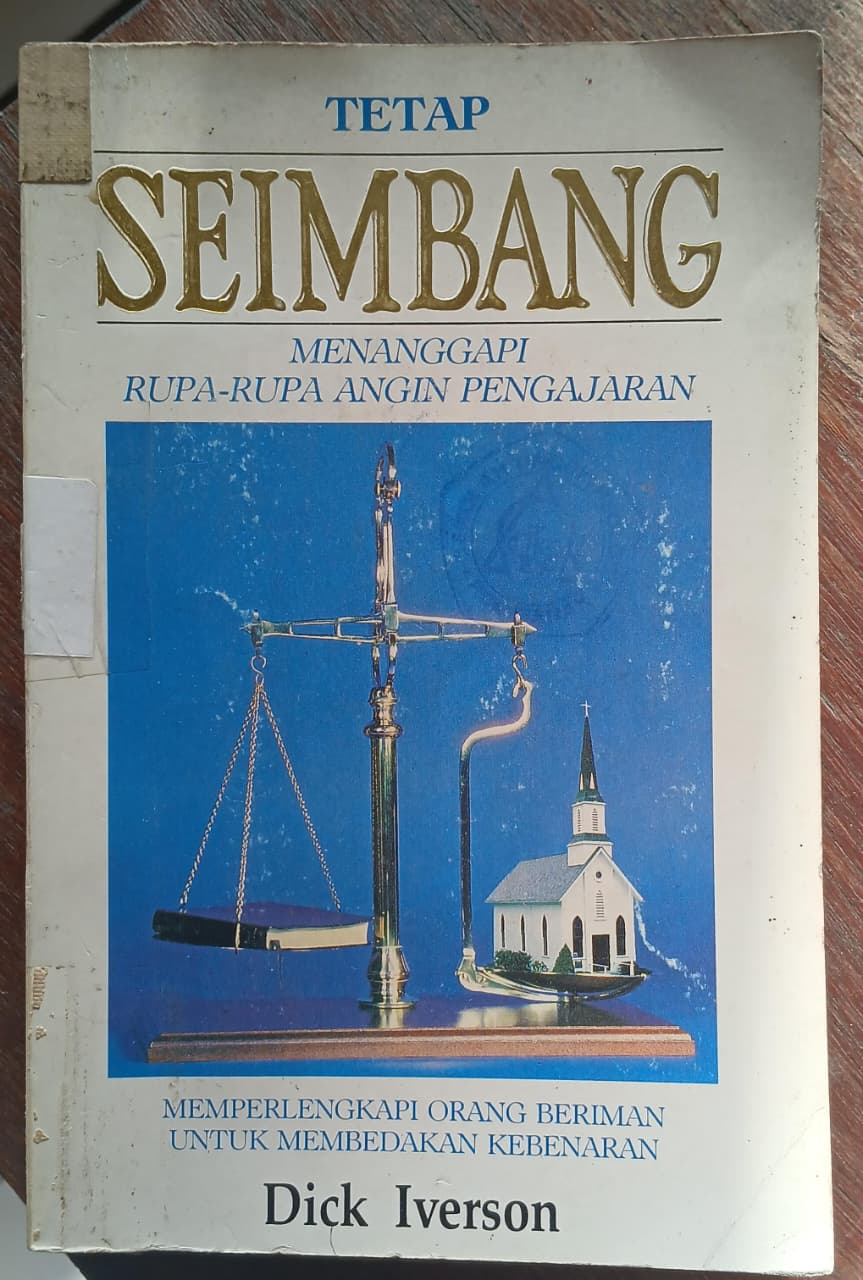 TETAP
SEIMBANG
MENANGGAPI
RUPA-RUPA ANGIN PENGAJARAN
MEMPERLENGKAPI ORANG BERIMAN
UNTUK MEMBEDAKAN KEBENARAN
Dick Iverson